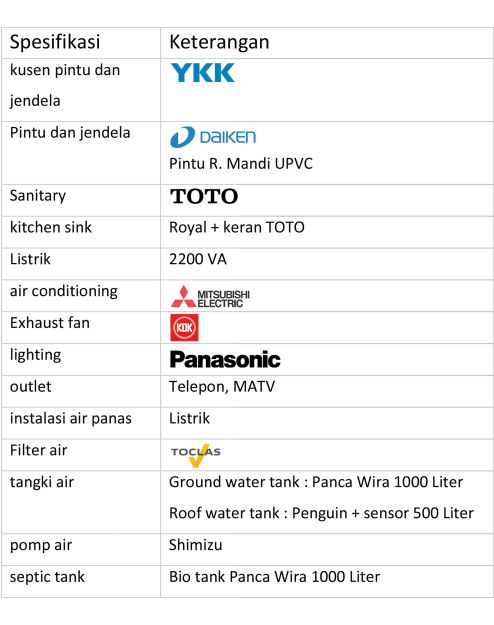 Spesifikasi Keterangan
kusen pintu dan YKK
jendela
Pintu dan jendela DAIKEN
Pintu R. Mandi UPVC
Sanitary TOTO
kitchen sink Royal + keran TOTO
Listrik 2200 VA
air conditioning MITSUBISHI
ELECTRIC
Exhaust fan KDK
lighting Panasonic
outlet Telepon, MATV
instalasi air panas Listrik
Filter air TOCLAS
tangki air Ground water tank : Panca Wira 1000 Liter
Roof water tank : Penguin + sensor 500 Liter
pomp air Shimizu
septic tank Bio tank Panca Wira 1000 Liter